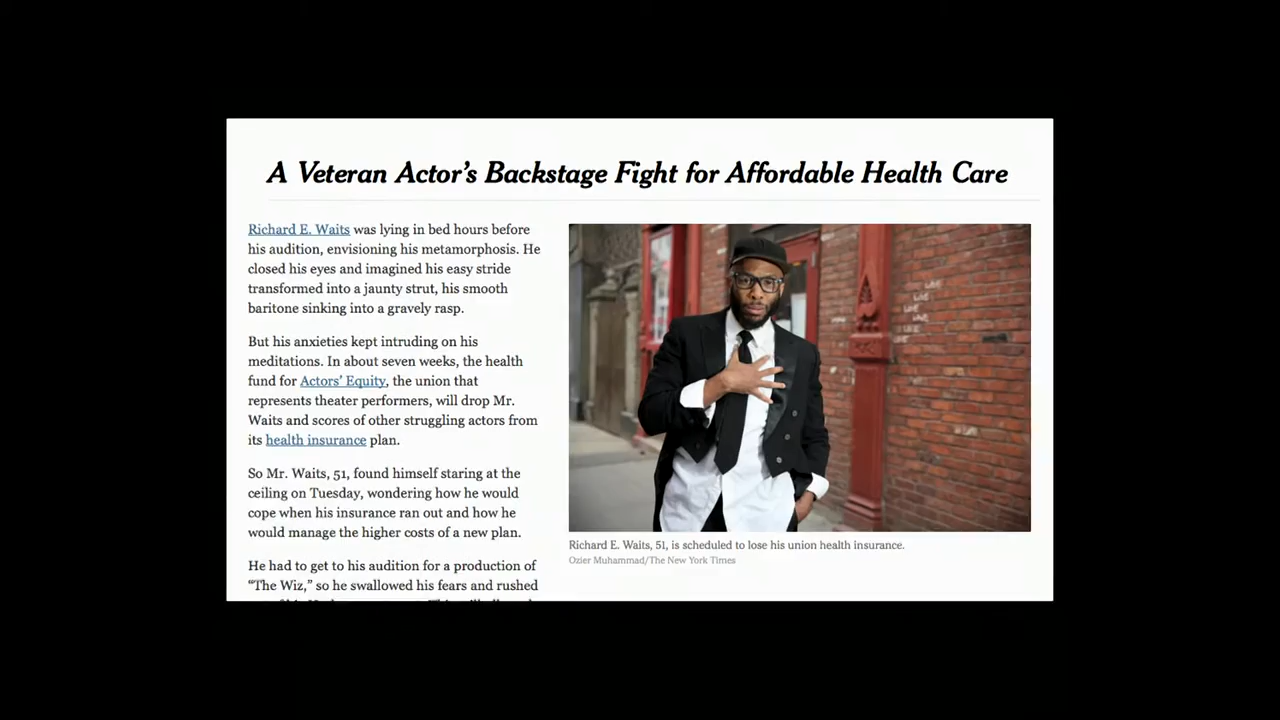 A Veteran Actor's Backstage Fight for Affordable Health Care
Richard E. Waits was lying in bed hours before
his audition, envisioning his metamorphosis. He
closed his eyes and imagined his easy stride
transformed into a jaunty strut, his smooth
baritone sinking into a gravely rasp.
But his anxieties kept intruding on his
meditations. In about seven weeks, the health
fund for Actors' Equity, the union that
represents theater performers, will drop Mr.
Waits and scores of other struggling actors from
its health insurance plan.
So Mr. Waits, 51, found himself staring at the
ceiling on Tuesday, wondering how he would
cope when his insurance ran out and how he
would manage the higher costs of a new plan.
He had to get to his audition for a production of
“The Wiz,” so he swallowed his fears and rushed
Richard E. Waits, 51, is scheduled to lose his union health insurance.
Ozier Muhammad/The New York Times